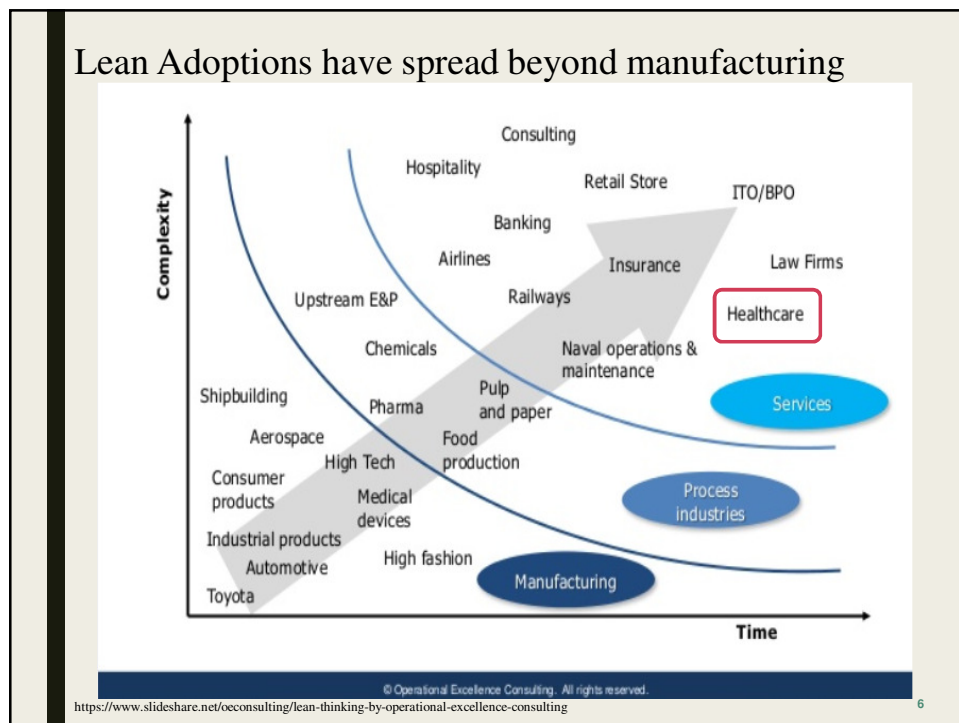 Lean Adoptions have spread beyond manufacturing
Complexity
Consulting
Hospitality
Retail Store
ITO/BPO
Banking
Airlines
Insurance
Law Firms
Upstream E&P
Railways
Healthcare
Chemicals
Naval operations &
maintenance
Shipbuilding
Pharma
Pulp
and paper
Services
Aerospace
Food
production
High Tech
Consumer
products
Medical
devices
Process
industries
Industrial products
Automotive
High fashion
Manufacturing
Toyota
Time
© Operational Excellence Consulting. All rights reserved.
https://www.slideshare.net/oeconsulting/lean-thinking-by-operational-excellence-consulting
6